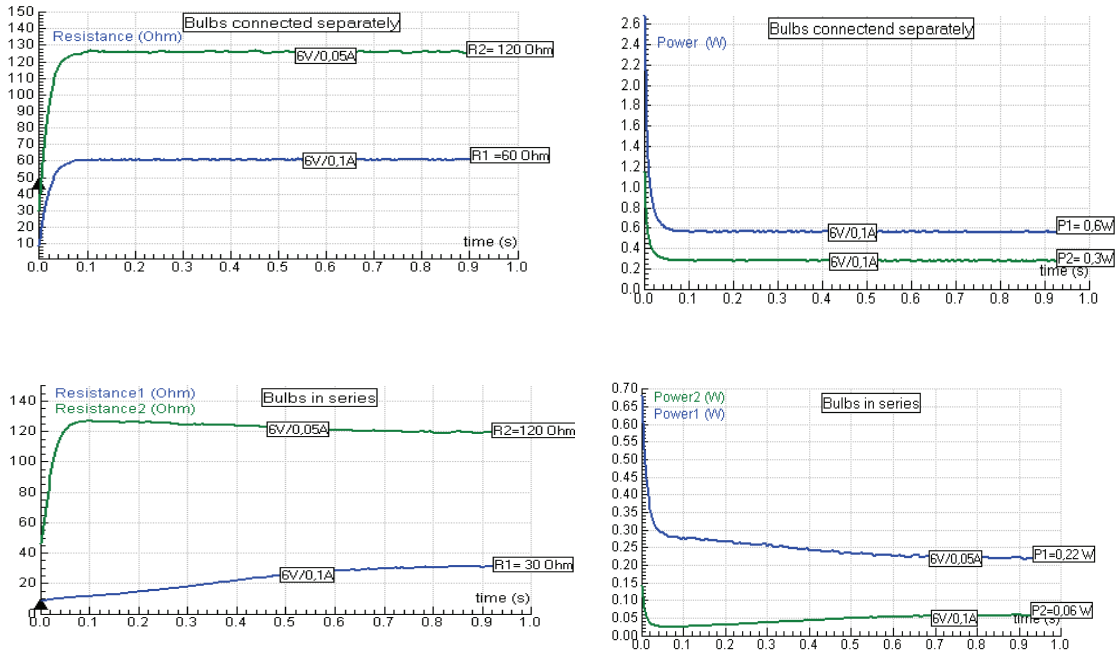 Bulbs connected separately
Resistance (Ohm)
150
140
130
120
110
100
90
80
70
60
50
40
30
20
10
6V/0,05A
R2= 120 Ohm
6V/0,1A
R1 =60 Ohm
time (s)
0.0 0.1 0.2 0.3 0.4 0.5 0.6 0.7 0.8 0.9 1.0
Bulbs connectend separately
Power (W)
2.6
2.4
2.2
2.0
1.8
1.6
1.4
1.2
1.0
0.8
0.6
0.4
0.2
0.0
6V/0,1A
P1= 0,6W
6V/0,1A
P2= 0,3W
time (s)
0.0 0.1 0.2 0.3 0.4 0.5 0.6 0.7 0.8 0.9 1.0
Bulbs in series
Resistance1 (Ohm)
Resistance2 (Ohm)
140
120
100
80
60
40
20
0
6V/0,05A
R2=120 Ohm
6V/0,1A
R1= 30 Ohm
time (s)
0.0 0.1 0.2 0.3 0.4 0.5 0.6 0.7 0.8 0.9 1.0
Bulbs in series
Power2 (W)
Power1 (W)
0.70
0.65
0.60
0.55
0.50
0.45
0.40
0.35
0.30
0.25
0.20
0.15
0.10
0.05
0.00
6V/0,05A
P1=0,22 W
6V/0,1A
P2=0,06 W
time (s)
0.0 0.1 0.2 0.3 0.4 0.5 0.6 0.7 0.8 0.9 1.0